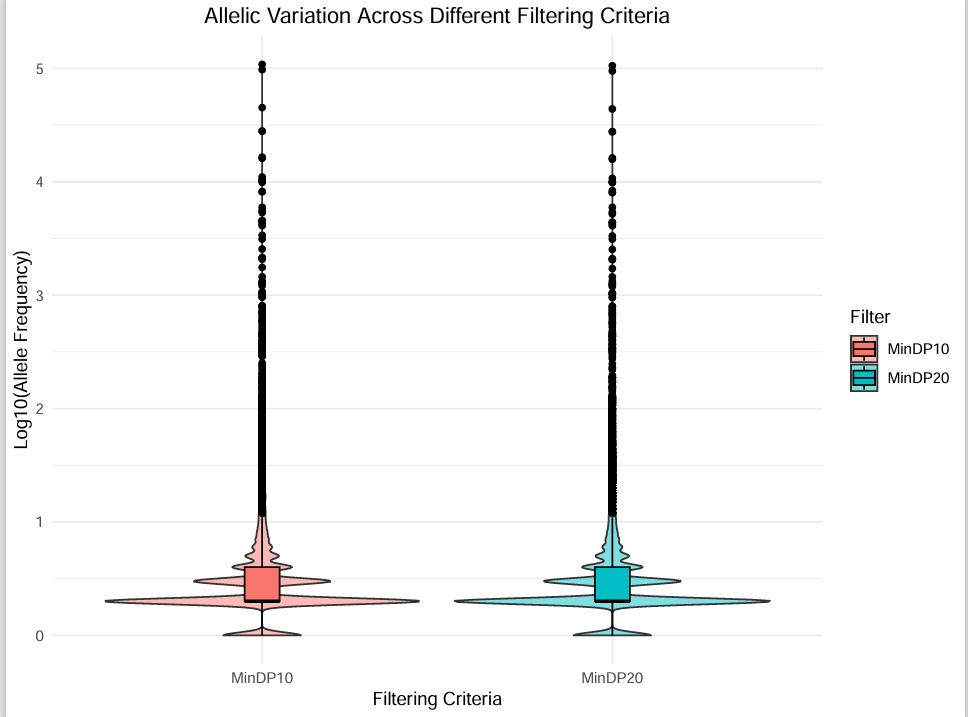 Allelic Variation Across Different Filtering Criteria
5
4
3
2
1
0
Log10(Allele Frequency)
MinDP10
MinDP20
Filtering Criteria
Filter
MinDP10
MinDP20